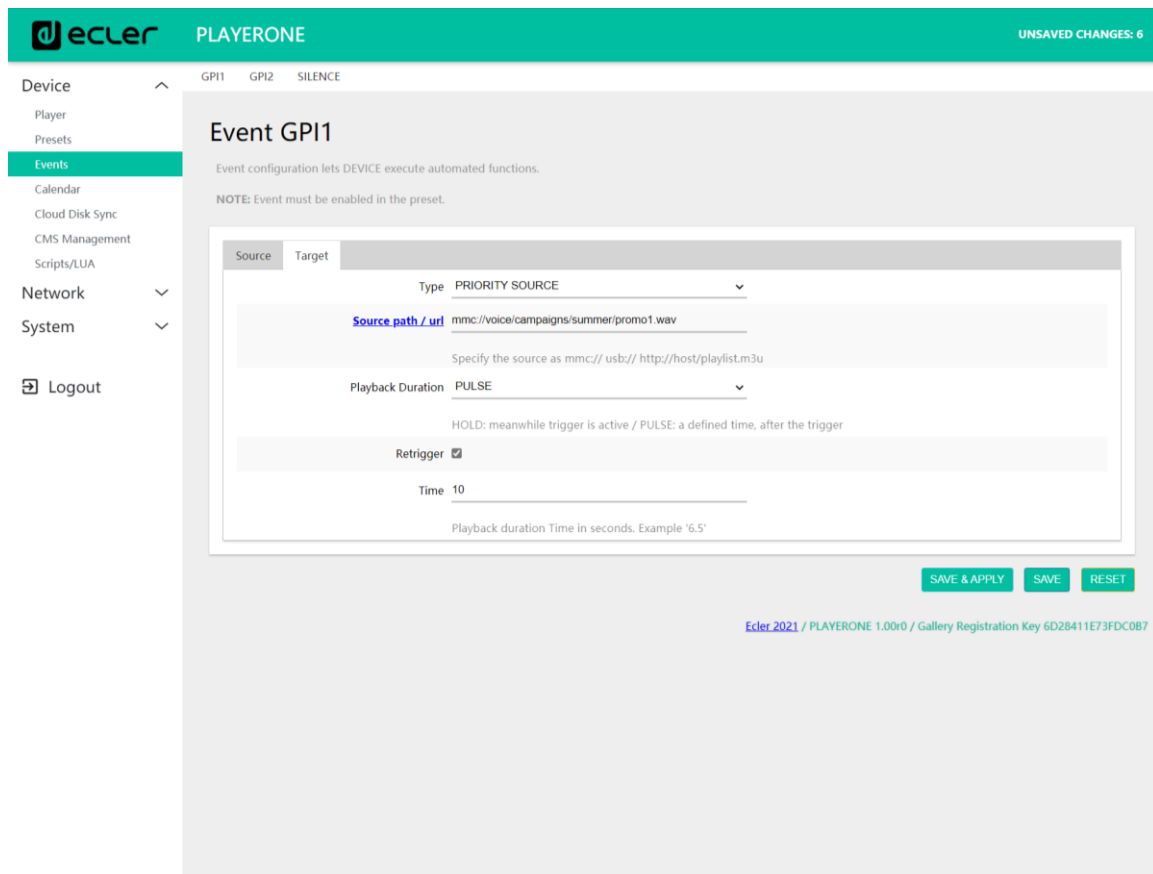 ecler PLAYERONE UNSAVED CHANGES: 6
GPI1 GPI2 SILENCE
Device
Player
Presets
Events
Calendar
Cloud Disk Sync
CMS Management
Scripts/LUA
Network
System
Logout
Event GPI1
Event configuration lets DEVICE execute automated functions.
NOTE: Event must be enabled in the preset.
Source Target
Type PRIORITY SOURCE
Source path / url mmc://voice/campaigns/summer/promo1.wav
Specify the source as mmc:// usb:// http://host/playlist.m3u
Playback Duration PULSE
HOLD: meanwhile trigger is active / PULSE: a defined time, after the trigger
Retrigger
Time 10
Playback duration Time in seconds. Example '6.5'
SAVE & APPLY SAVE RESET
Ecler 2021 / PLAYERONE 1.00r0 / Gallery Registration Key 6D28411E73FDC0B7